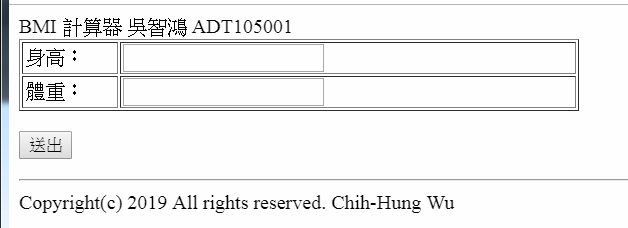 BMI 計算器 吳智鴻 ADT105001
身高：
體重：
送出
Copyright(c) 2019 All rights reserved. Chih-Hung Wu